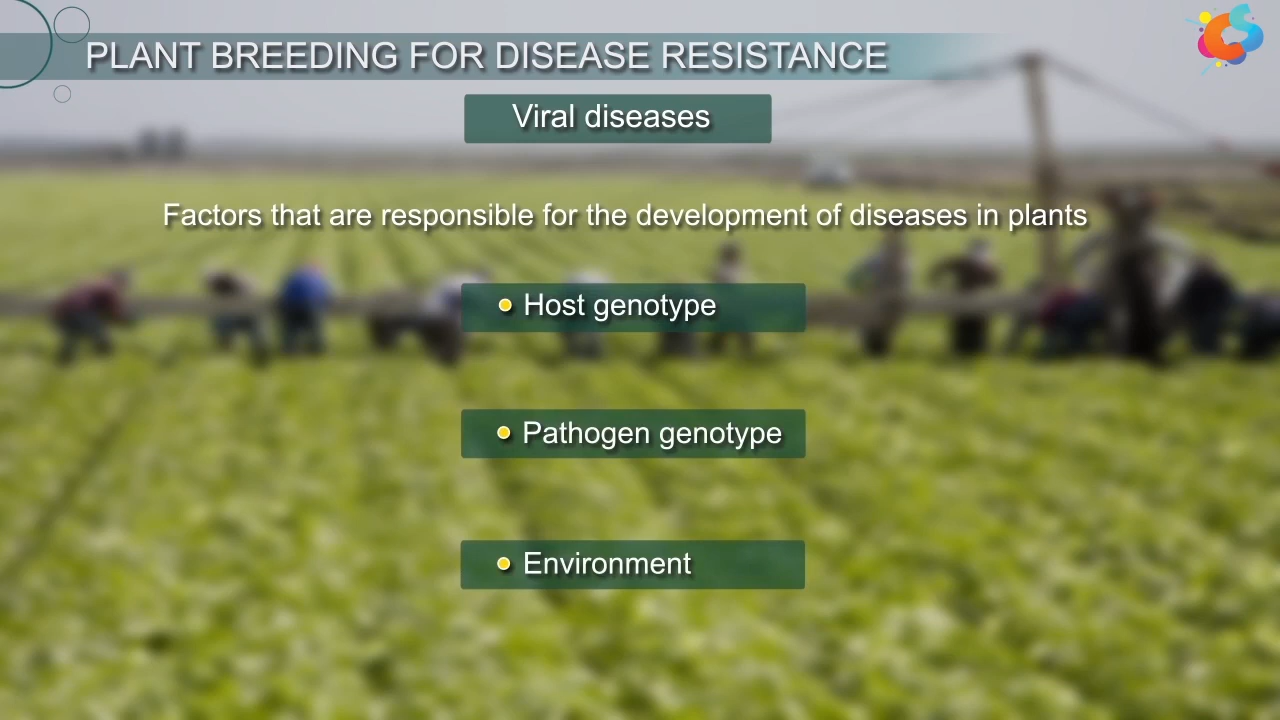 PLANT BREEDING FOR DISEASE RESISTANCE
Viral diseases
Factors that are responsible for the development of diseases in plants
Host genotype
Pathogen genotype
Environment